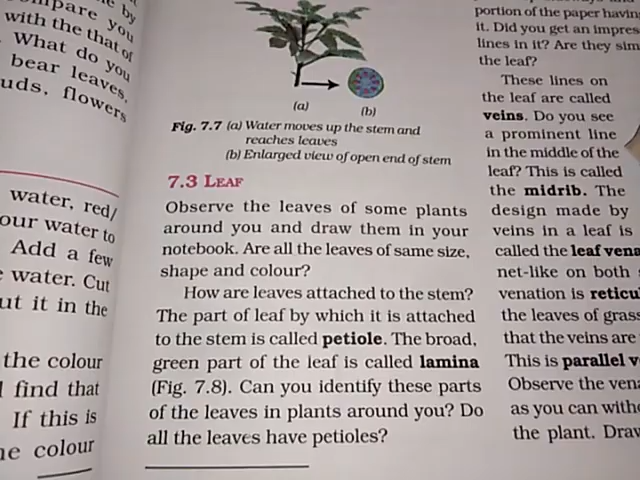 by
compare you
with the that of
. What do you
bear leaves,
uds, flowers
water, red/
our water to
Add a few
water. Cut
ut it in the
the colour
find that
If this is
he colour
(a)
(b)
Fig. 7.7 (a) Water moves up the stem and
reaches leaves
(b) Enlarged view of open end of stem
7.3 LEAF
Observe the leaves of some plants
around you and draw them in your
notebook. Are all the leaves of same size,
shape and colour?
How are leaves attached to the stem?
The part of leaf by which it is attached
to the stem is called petiole. The broad,
green part of the leaf is called lamina
(Fig. 7.8). Can you identify these parts
of the leaves in plants around you? Do
all the leaves have petioles?
portion of the paper having
it. Did you get an impres
lines in it? Are they sim
the leaf?
These lines on
the leaf are called
veins. Do you see
a prominent line
in the middle of the
leaf? This is called
the midrib. The
design made by
veins in a leaf is
called the leaf vena
net-like on both
venation is reticu
the leaves of grass
that the veins are
This is parallel v
Observe the vena
as you can witho
the plant. Draw